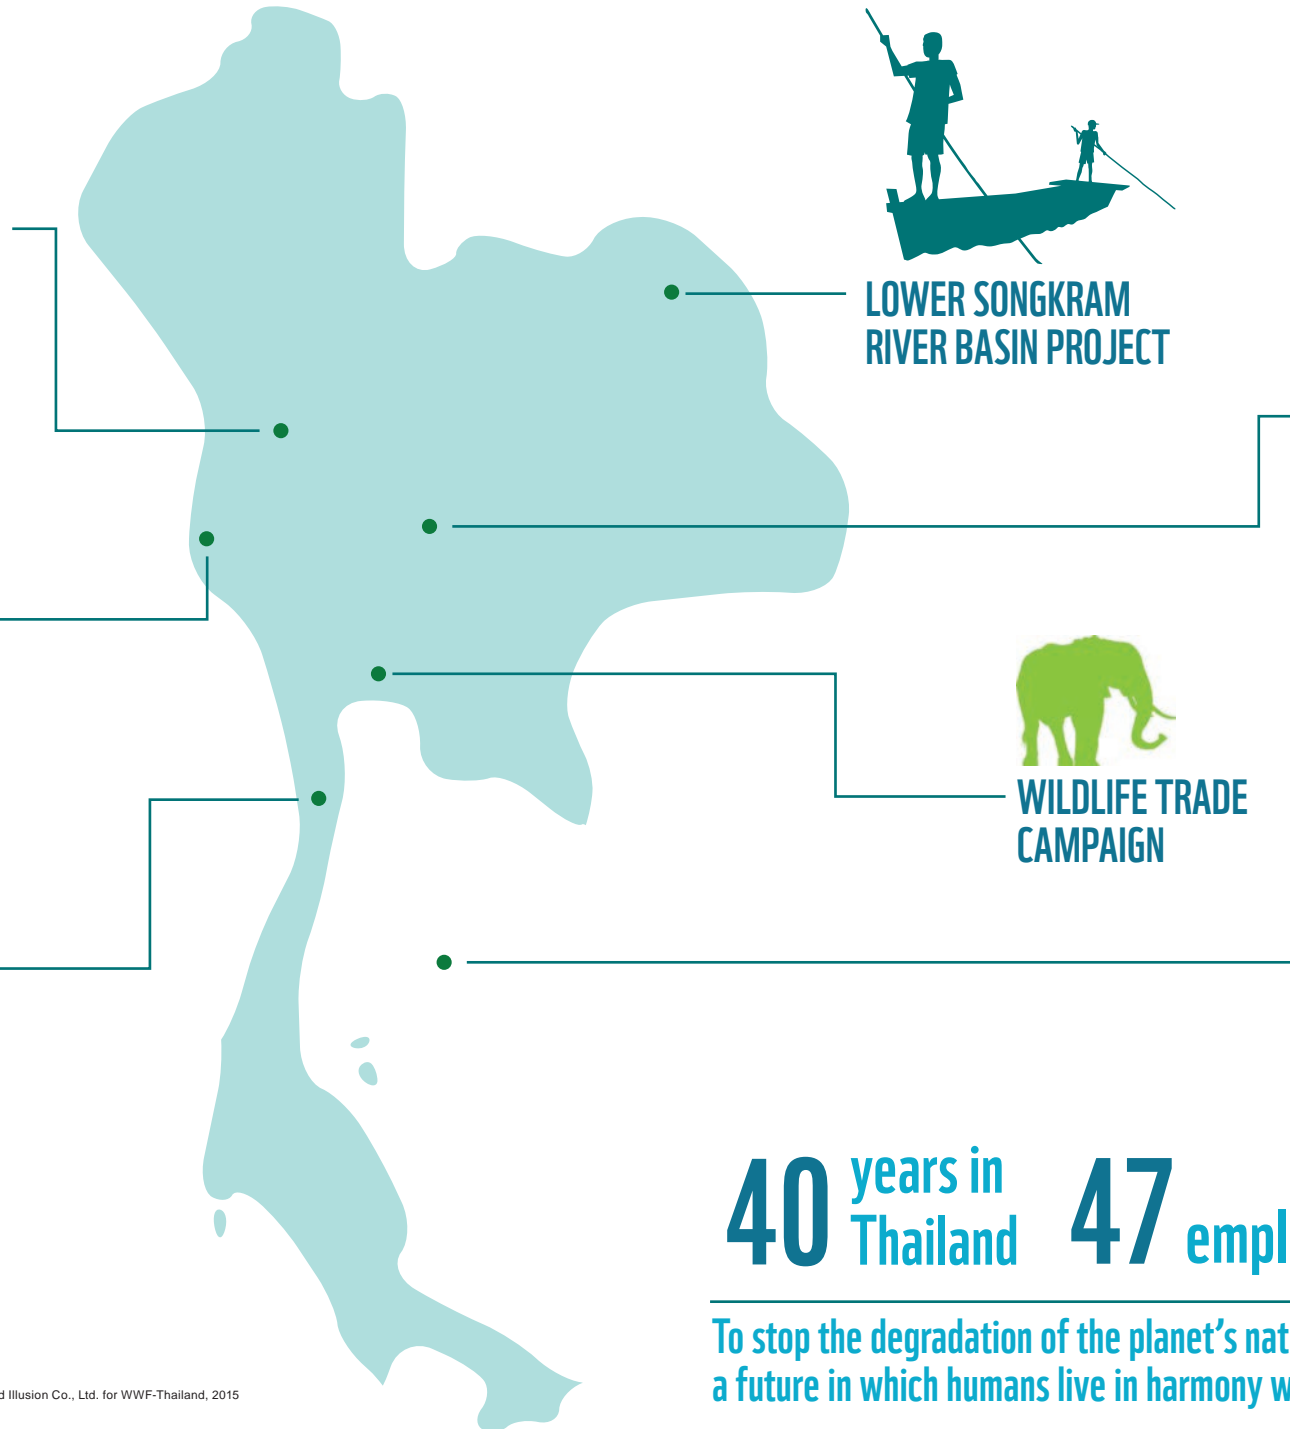 LOWER SONGKRAM
RIVER BASIN PROJECT
WILDLIFE TRADE
CAMPAIGN
40 years in
Thailand
47 empl
To stop the degradation of the planet’s nat
a future in which humans live in harmony w
d Illusion Co., Ltd. for WWF-Thailand, 2015